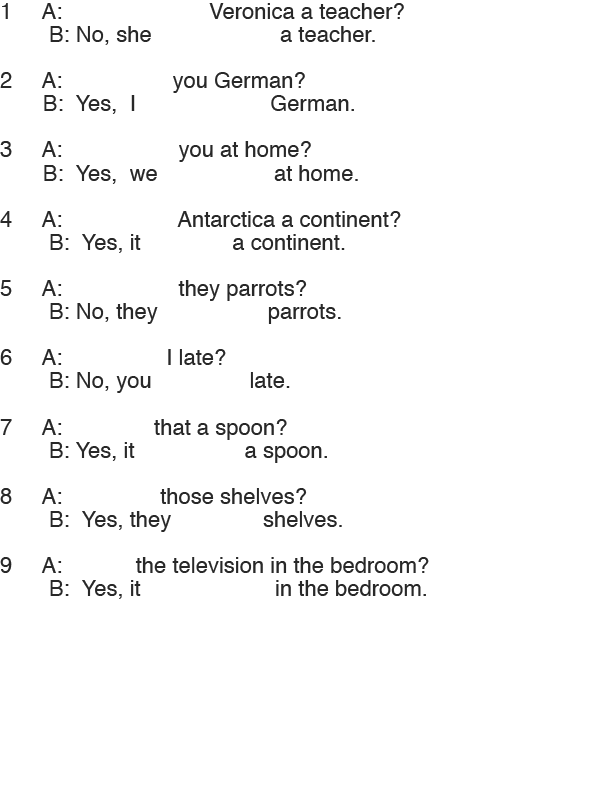 1 A: Veronica a teacher?
B: No, she a teacher.
2 A: you German?
B: Yes, I German.
3 A: you at home?
B: Yes, we at home.
4 A: Antarctica a continent?
B: Yes, it a continent.
5 A: they parrots?
B: No, they parrots.
6 A: I late?
B: No, you late.
7 A: that a spoon?
B: Yes, it a spoon.
8 A: those shelves?
B: Yes, they shelves.
9 A: the television in the bedroom?
B: Yes, it in the bedroom.